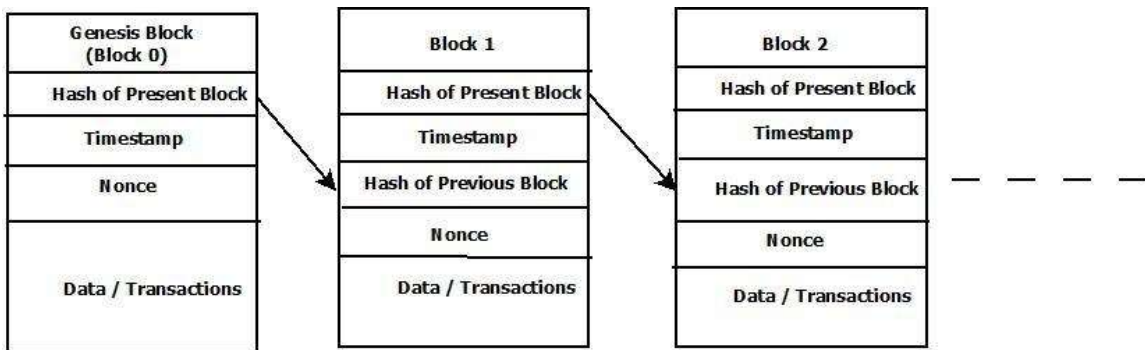 Genesis Block
(Block 0)
Hash of Present Block
Timestamp
Nonce
Data / Transactions
Block 1
Hash of Present Block
Timestamp
Hash of Previous Block
Nonce
Data / Transactions
Block 2
Hash of Present Block
Timestamp
Hash of Previous Block
Nonce
Data / Transactions